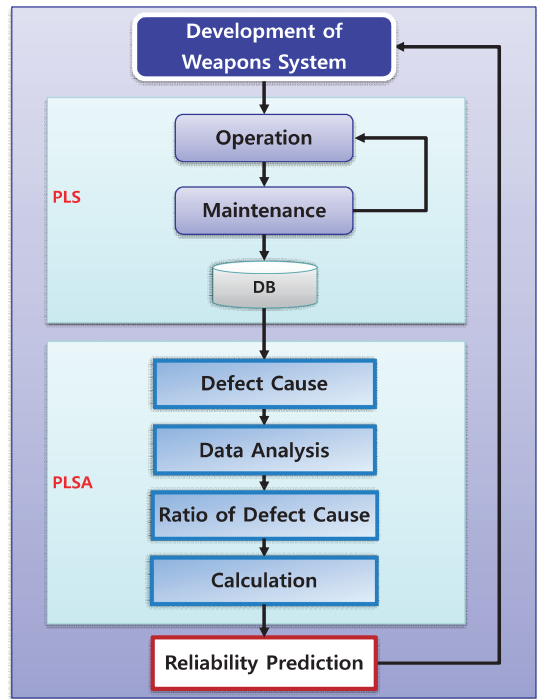 Development of
Weapons System
Operation
PLS
Maintenance
DB
Defect Cause
Data Analysis
PLSA
Ratio of Defect Cause
Calculation
Reliability Prediction